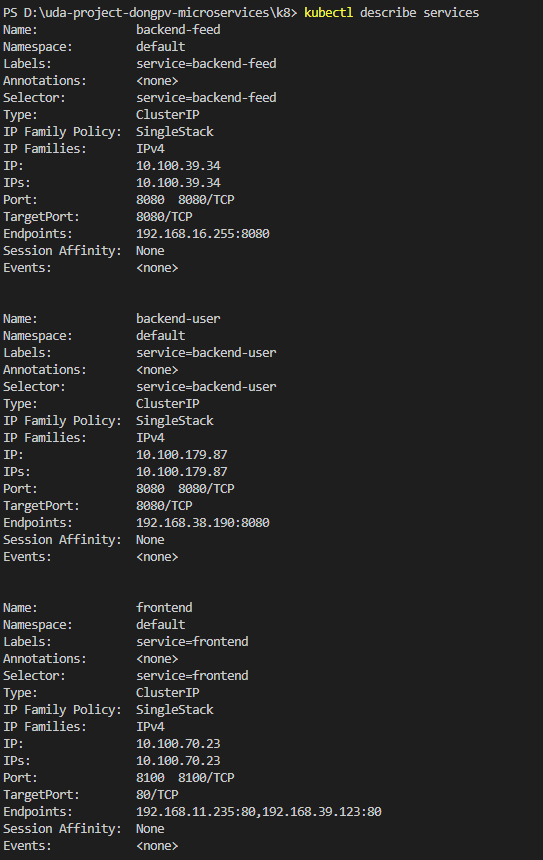 PS D:\uda-project-dongpv-microservices\k8> kubectl describe services
Name:              backend-feed
Namespace:         default
Labels:            service=backend-feed
Annotations:       <none>
Selector:          service=backend-feed
Type:              ClusterIP
IP Family Policy:  SingleStack
IP Families:       IPv4
IP:                10.100.39.34
IPs:               10.100.39.34
Port:              8080  8080/TCP
TargetPort:        8080/TCP
Endpoints:         192.168.16.255:8080
Session Affinity:  None
Events:            <none>

Name:              backend-user
Namespace:         default
Labels:            service=backend-user
Annotations:       <none>
Selector:          service=backend-user
Type:              ClusterIP
IP Family Policy:  SingleStack
IP Families:       IPv4
IP:                10.100.179.87
IPs:               10.100.179.87
Port:              8080  8080/TCP
TargetPort:        8080/TCP
Endpoints:         192.168.38.190:8080
Session Affinity:  None
Events:            <none>

Name:              frontend
Namespace:         default
Labels:            service=frontend
Annotations:       <none>
Selector:          service=frontend
Type:              ClusterIP
IP Family Policy:  SingleStack
IP Families:       IPv4
IP:                10.100.70.23
IPs:               10.100.70.23
Port:              8100  8100/TCP
TargetPort:        80/TCP
Endpoints:         192.168.11.235:80,192.168.39.123:80
Session Affinity:  None
Events:            <none>